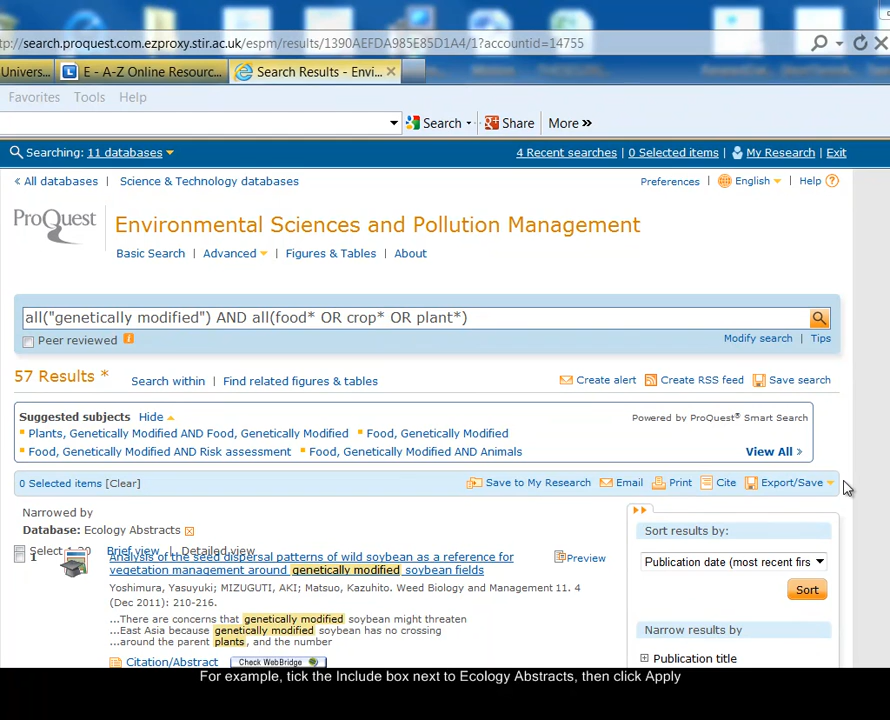 tp://search.proquest.com.ezproxy.stir.ac.uk/espm/results/1390AEFDA985E85D1A4/1?accountid=14755
Univers... E - A-Z Online Resourc... Search Results - Envi...
Favorites Tools Help
Search Share More »
Searching: 11 databases 4 Recent searches | 0 Selected items | My Research | Exit
« All databases Science & Technology databases Preferences English Help
ProQuest Environmental Sciences and Pollution Management
Basic Search Advanced Figures & Tables About
all("genetically modified") AND all(food* OR crop* OR plant*)
Peer reviewed Modify search Tips
57 Results * Search within Find related figures & tables Create alert Create RSS feed Save search
Suggested subjects Hide Powered by ProQuest® Smart Search
Plants, Genetically Modified AND Food, Genetically Modified Food, Genetically Modified
Food, Genetically Modified AND Risk assessment Food, Genetically Modified AND Animals View All »
0 Selected items [Clear] Save to My Research Email Print Cite Export/Save
Narrowed by
Database: Ecology Abstracts
Select 1-20 Brief view Detailed view
1 Analysis of the seed dispersal patterns of wild soybean as a reference for Preview
vegetation management around genetically modified soybean fields
Yoshimura, Yasuyuki; MIZUGUTI, AKI; Matsuo, Kazuhito. Weed Biology and Management 11. 4
(Dec 2011): 210-216.
...There are concerns that genetically modified soybean might threaten
...East Asia because genetically modified soybean has no crossing
...around the parent plants, and the number
Citation/Abstract Check WebBridge
Sort results by:
Publication date (most recent firs
Sort
Narrow results by
Publication title
For example, tick the Include box next to Ecology Abstracts, then click Apply